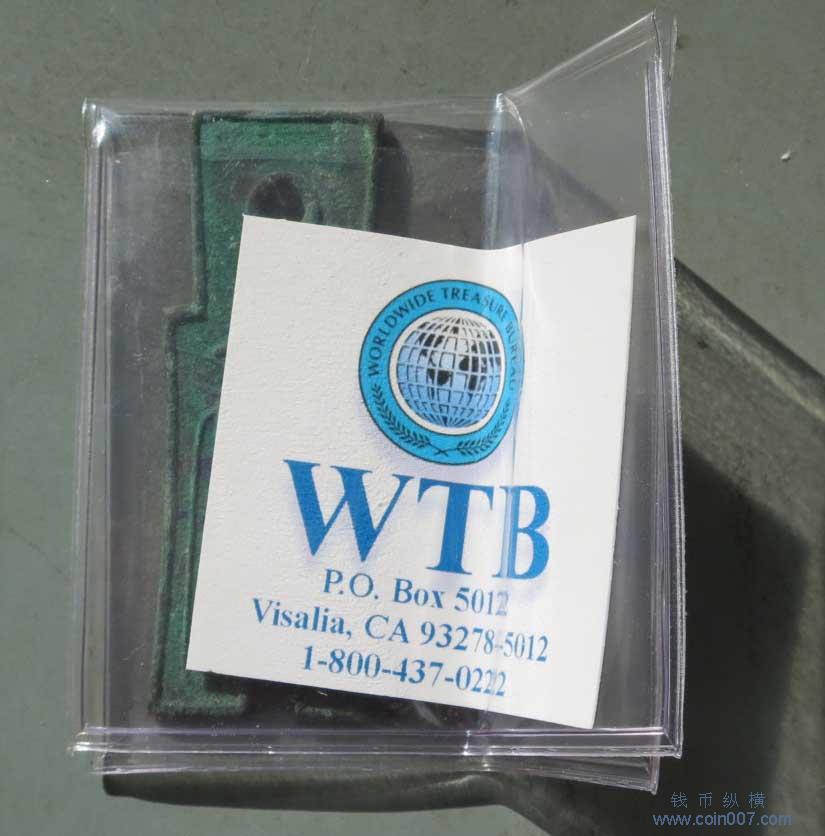 WORLDWIDE TREASURE BUREAU
WTB
P.O. Box 5012
Visalia, CA 93278-5012
1-800-437-0222
钱币纵横
www.coin007.com